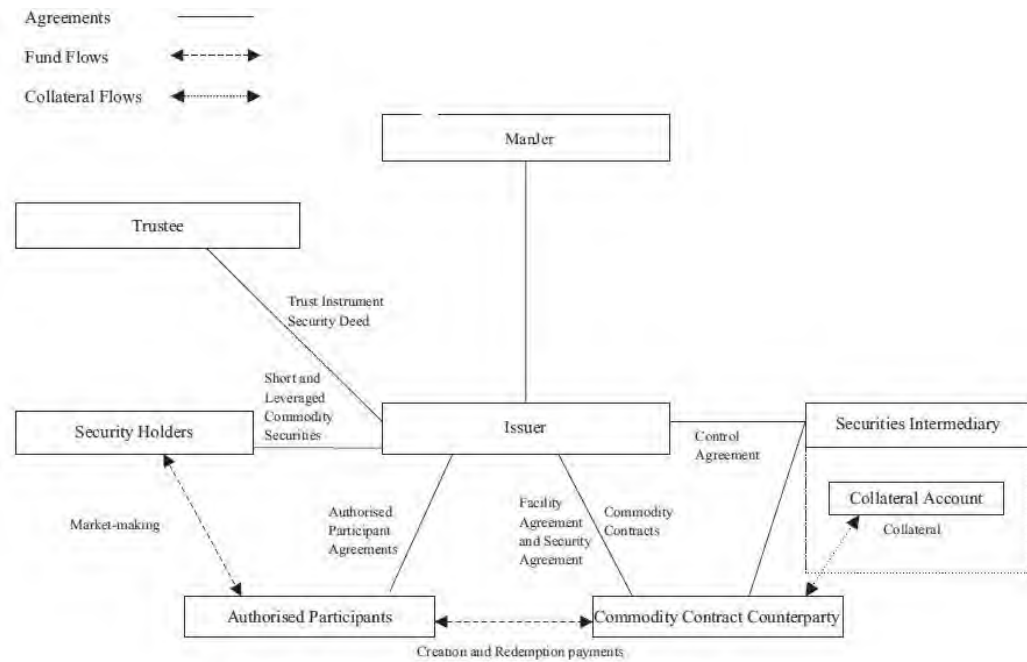 Agreements
Fund Flows
Collateral Flows
ManJer
Trustee
Trust Instrument
Security Deed
Short and
Leveraged
Commodity
Securities
Security Holders
Issuer
Securities Intermediary
Control
Agreement
Collateral Account
Collateral
Market-making
Authorised
Participant
Agreements
Facility
Agreement
and Security
Agreement
Commodity
Contracts
Authorised Participants
Commodity Contract Counterparty
Creation and Redemption payments